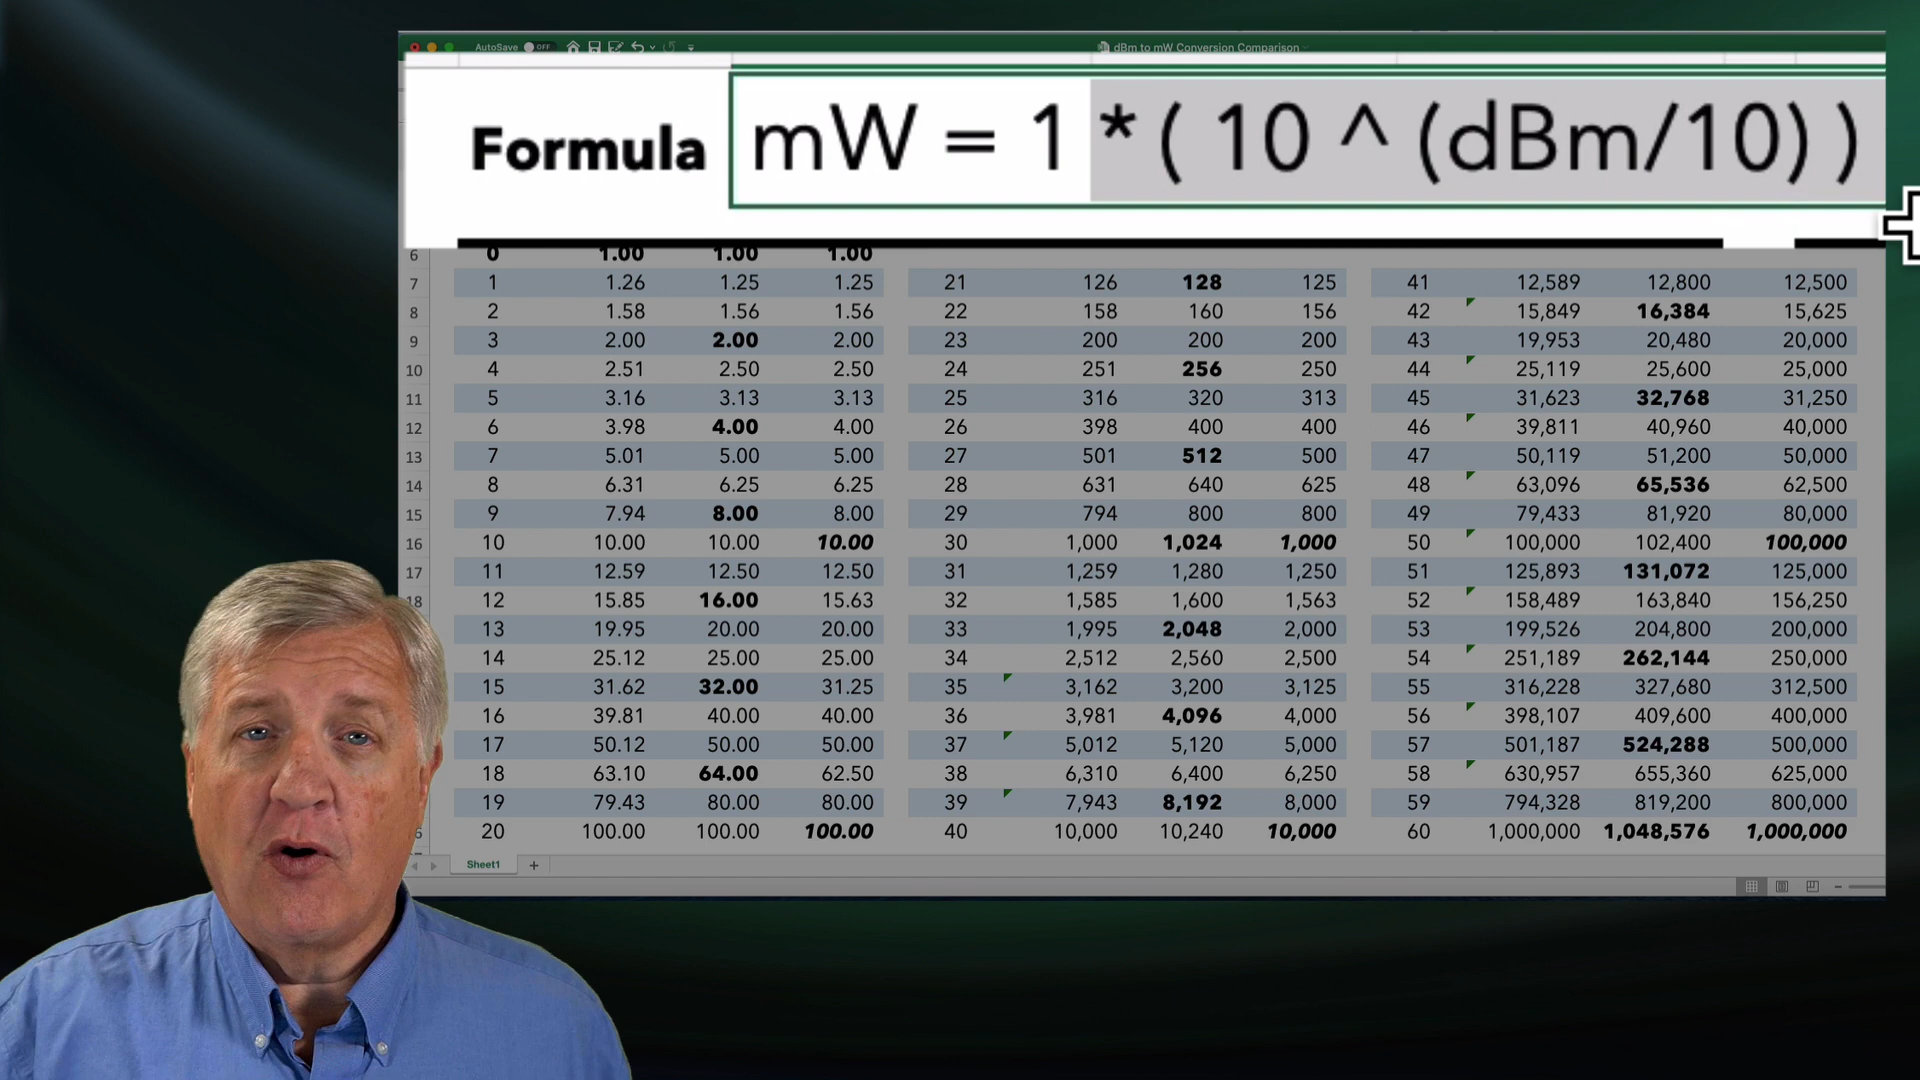 AutoSave OFF dBm to mW Conversion Comparison
Formula mW = 1 * ( 10 ^ (dBm/10) )
6 0 1.00 1.00 1.00
7 1 1.26 1.25 1.25 21 126 128 125 41 12,589 12,800 12,500
8 2 1.58 1.56 1.56 22 158 160 156 42 15,849 16,384 15,625
9 3 2.00 2.00 2.00 23 200 200 200 43 19,953 20,480 20,000
10 4 2.51 2.50 2.50 24 251 256 250 44 25,119 25,600 25,000
11 5 3.16 3.13 3.13 25 316 320 313 45 31,623 32,768 31,250
12 6 3.98 4.00 4.00 26 398 400 400 46 39,811 40,960 40,000
13 7 5.01 5.00 5.00 27 501 512 500 47 50,119 51,200 50,000
14 8 6.31 6.25 6.25 28 631 640 625 48 63,096 65,536 62,500
15 9 7.94 8.00 8.00 29 794 800 800 49 79,433 81,920 80,000
16 10 10.00 10.00 10.00 30 1,000 1,024 1,000 50 100,000 102,400 100,000
17 11 12.59 12.50 12.50 31 1,259 1,280 1,250 51 125,893 131,072 125,000
18 12 15.85 16.00 15.63 32 1,585 1,600 1,563 52 158,489 163,840 156,250
13 19.95 20.00 20.00 33 1,995 2,048 2,000 53 199,526 204,800 200,000
14 25.12 25.00 25.00 34 2,512 2,560 2,500 54 251,189 262,144 250,000
15 31.62 32.00 31.25 35 3,162 3,200 3,125 55 316,228 327,680 312,500
16 39.81 40.00 40.00 36 3,981 4,096 4,000 56 398,107 409,600 400,000
17 50.12 50.00 50.00 37 5,012 5,120 5,000 57 501,187 524,288 500,000
18 63.10 64.00 62.50 38 6,310 6,400 6,250 58 630,957 655,360 625,000
19 79.43 80.00 80.00 39 7,943 8,192 8,000 59 794,328 819,200 800,000
20 100.00 100.00 100.00 40 10,000 10,240 10,000 60 1,000,000 1,048,576 1,000,000
Sheet1 +